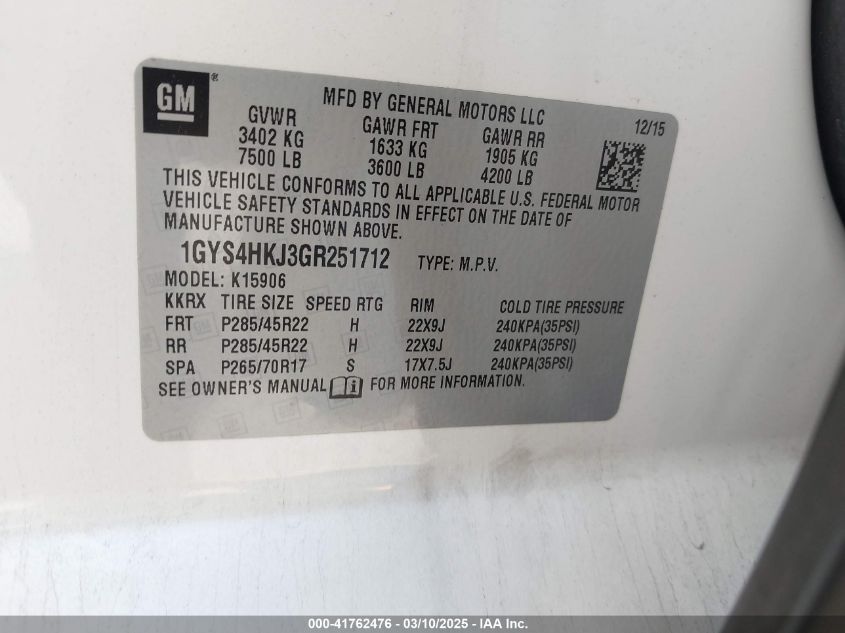 GM ®
MFD BY GENERAL MOTORS LLC 12/15
GVWR GAWR FRT GAWR RR
3402 KG 1633 KG 1905 KG
7500 LB 3600 LB 4200 LB
THIS VEHICLE CONFORMS TO ALL APPLICABLE U.S. FEDERAL MOTOR
VEHICLE SAFETY STANDARDS IN EFFECT ON THE DATE OF
MANUFACTURE SHOWN ABOVE.
1GYS4HKJ3GR251712 TYPE: M.P.V.
MODEL: K15906
KKRX TIRE SIZE SPEED RTG RIM COLD TIRE PRESSURE
FRT P285/45R22 H 22X9J 240KPA(35PSI)
RR P285/45R22 H 22X9J 240KPA(35PSI)
SPA P265/70R17 S 17X7.5J 240KPA(35PSI)
SEE OWNER'S MANUAL FOR MORE INFORMATION.
000-41762476 - 03/10/2025 - IAA Inc.